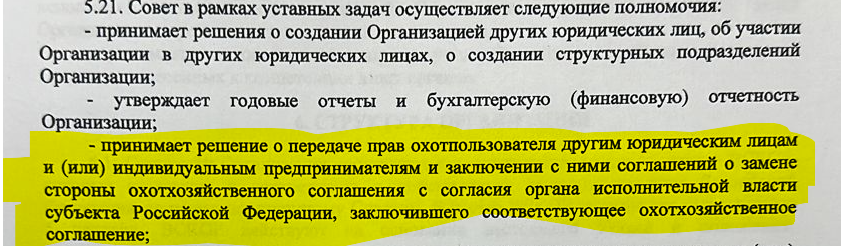 5.21. Совет в рамках уставных задач осуществляет следующие полномочия:
- принимает решения о создании Организацией других юридических лиц, об участии
Организации в других юридических лицах, о создании структурных подразделений
Организации;
- утверждает годовые отчеты и бухгалтерскую (финансовую) отчетность
Организации;
- принимает решение о передаче прав охотпользователя другим юридическим лицам
и (или) индивидуальным предпринимателям и заключении с ними соглашений о замене
стороны охотхозяйственного соглашения с согласия органа исполнительной власти
субъекта Российской Федерации, заключившего соответствующее охотхозяйственное
соглашение;